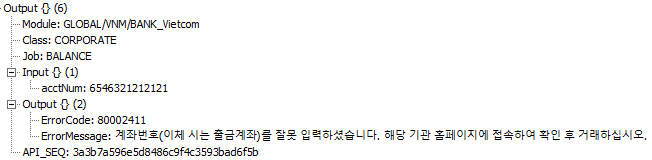 Output {} (6)
Module: GLOBAL/VNM/BANK_Vietcom
Class: CORPORATE
Job: BALANCE
Input {} (1)
acctNum: 6546321212121
Output {} (2)
ErrorCode: 80002411
ErrorMessage: 계좌번호(이체 시는 출금계좌)를 잘못 입력하셨습니다. 해당 기관 홈페이지에 접속하여 확인 후 거래하십시오.
API_SEQ: 3a3b7a596e5d8486c9f4c3593bad6f5b